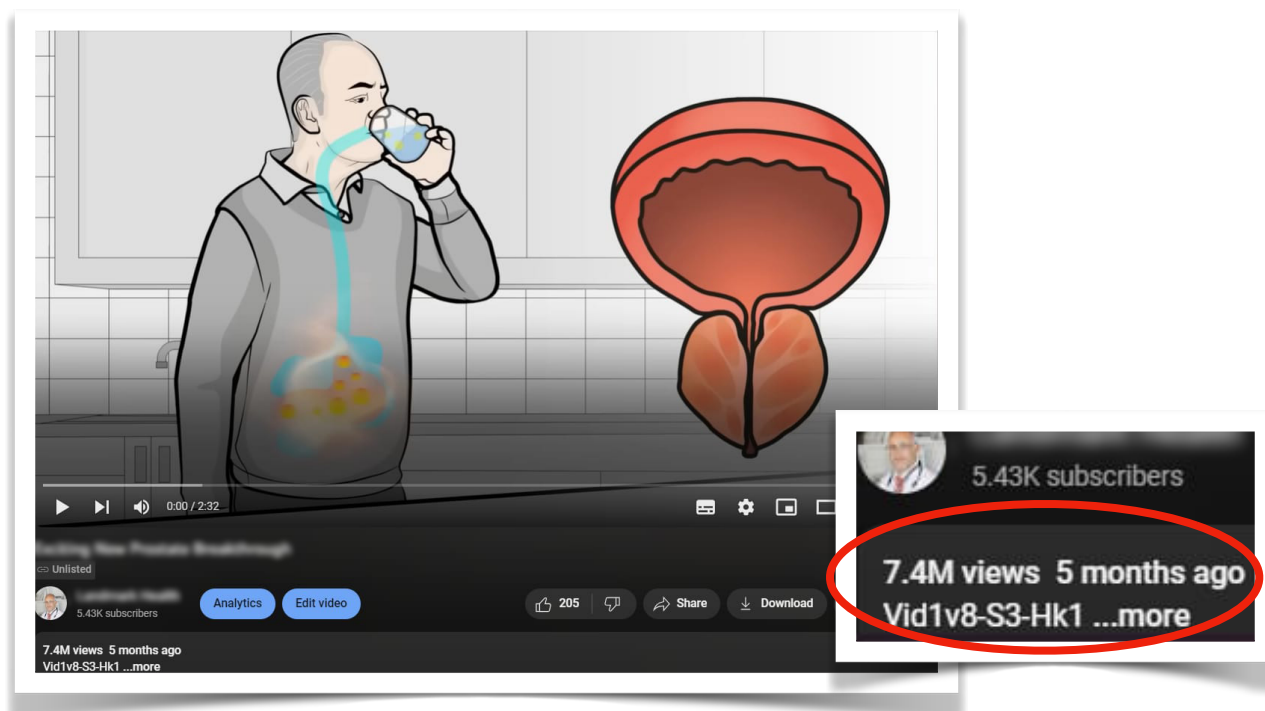 0:00 / 2:32
Unlisted
5.43K subscribers
Analytics
Edit video
205
Share
Download
7.4M views 5 months ago
Vid1v8-S3-Hk1 ...more
5.43K subscribers
7.4M views 5 months ago
Vid1v8-S3-Hk1 ...more